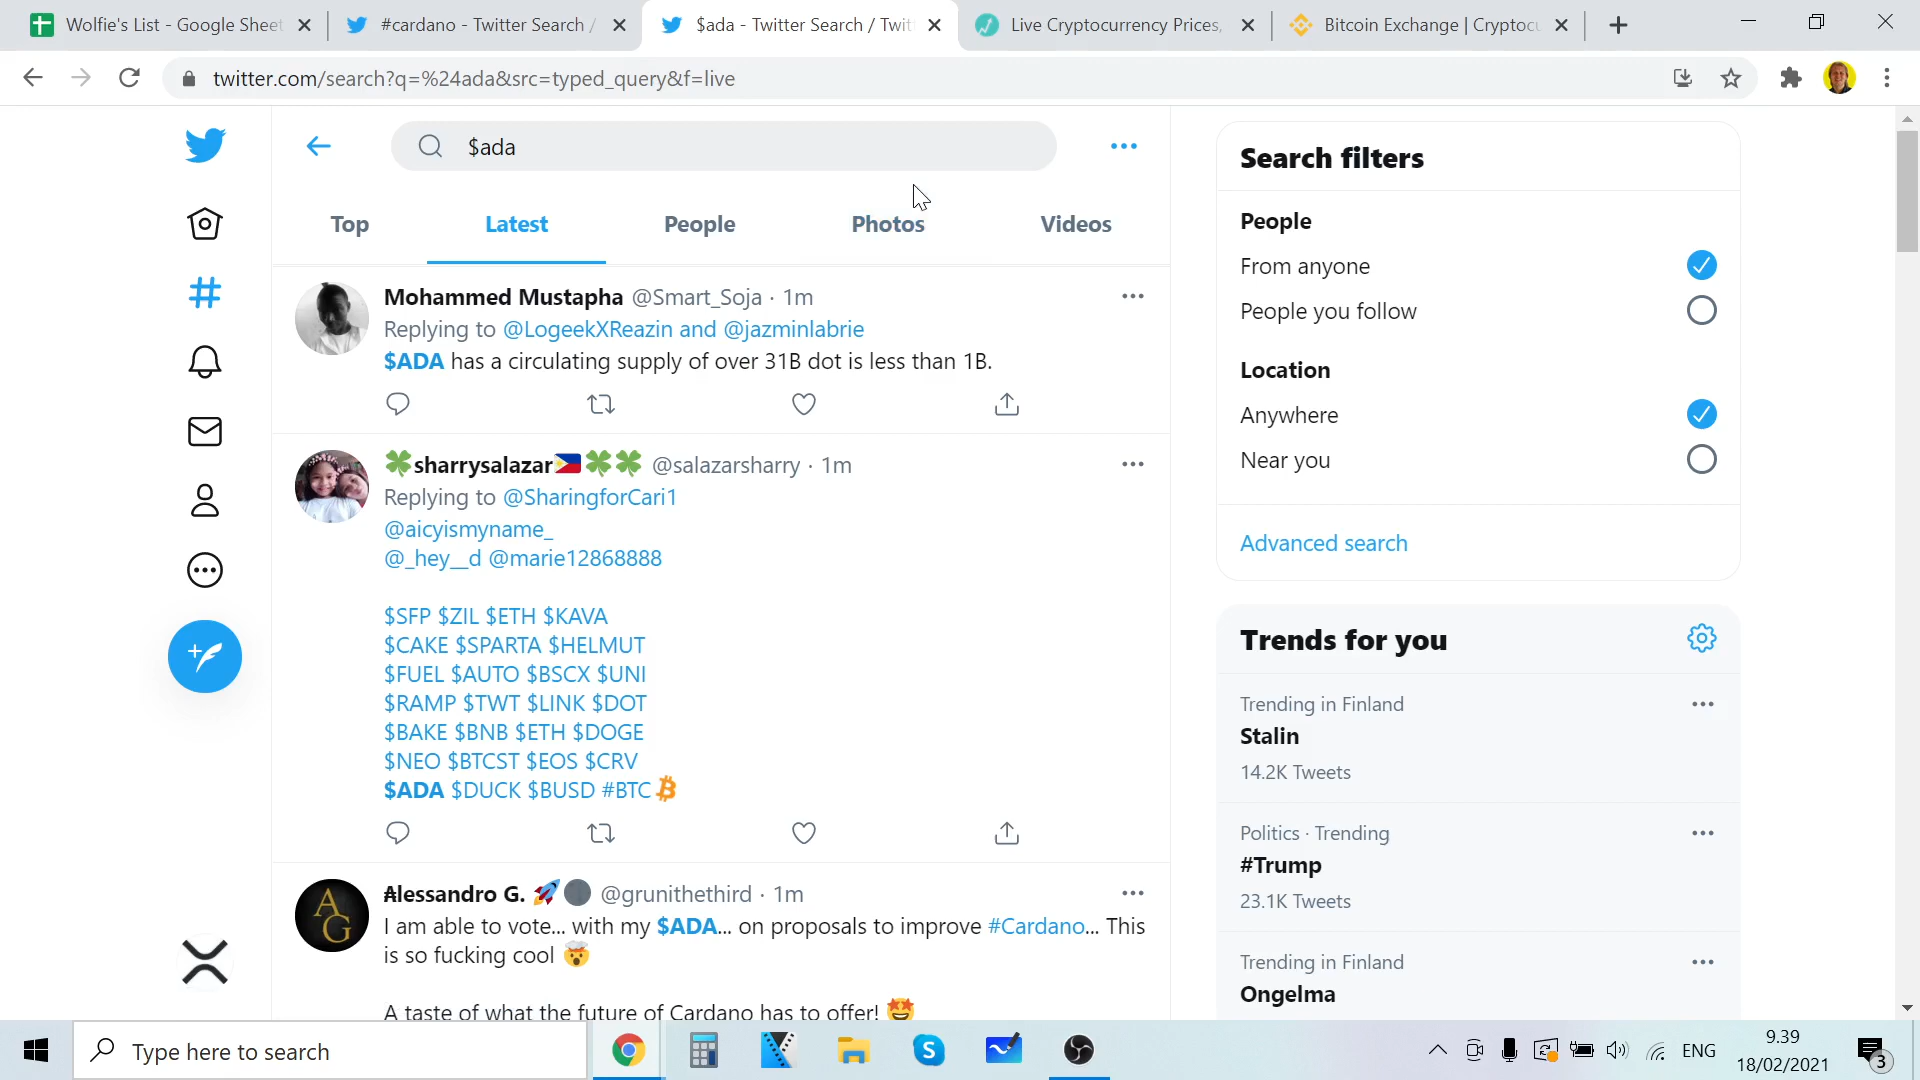 Wolfie's List - Google Sheet
#cardano - Twitter Search /
$ada - Twitter Search / Twit
Live Cryptocurrency Prices,
Bitcoin Exchange | Cryptocu
twitter.com/search?q=%24ada&src=typed_query&f=live
$ada
Top
Latest
People
Photos
Videos
Mohammed Mustapha @Smart_Soja · 1m
Replying to @LogeekXReazin and @jazminlabrie
$ADA has a circulating supply of over 31B dot is less than 1B.
🍀sharrysalazar🇵🇭🍀🍀 @salazarsharry · 1m
Replying to @SharingforCari1
@aicyismyname_
@_hey__d @marie12868888
$SFP $ZIL $ETH $KAVA
$CAKE $SPARTA $HELMUT
$FUEL $AUTO $BSCX $UNI
$RAMP $TWT $LINK $DOT
$BAKE $BNB $ETH $DOGE
$NEO $BTCST $EOS $CRV
$ADA $DUCK $BUSD #BTC
AG
₳lessandro G. 🚀🌑 @grunithethird · 1m
I am able to vote... with my $ADA... on proposals to improve #Cardano... This
is so fucking cool 🤯
A taste of what the future of Cardano has to offer! 🤩
Search filters
People
From anyone
People you follow
Location
Anywhere
Near you
Advanced search
Trends for you
Trending in Finland
Stalin
14.2K Tweets
Politics · Trending
#Trump
23.1K Tweets
Trending in Finland
Ongelma
Type here to search
ENG
9.39
18/02/2021
3